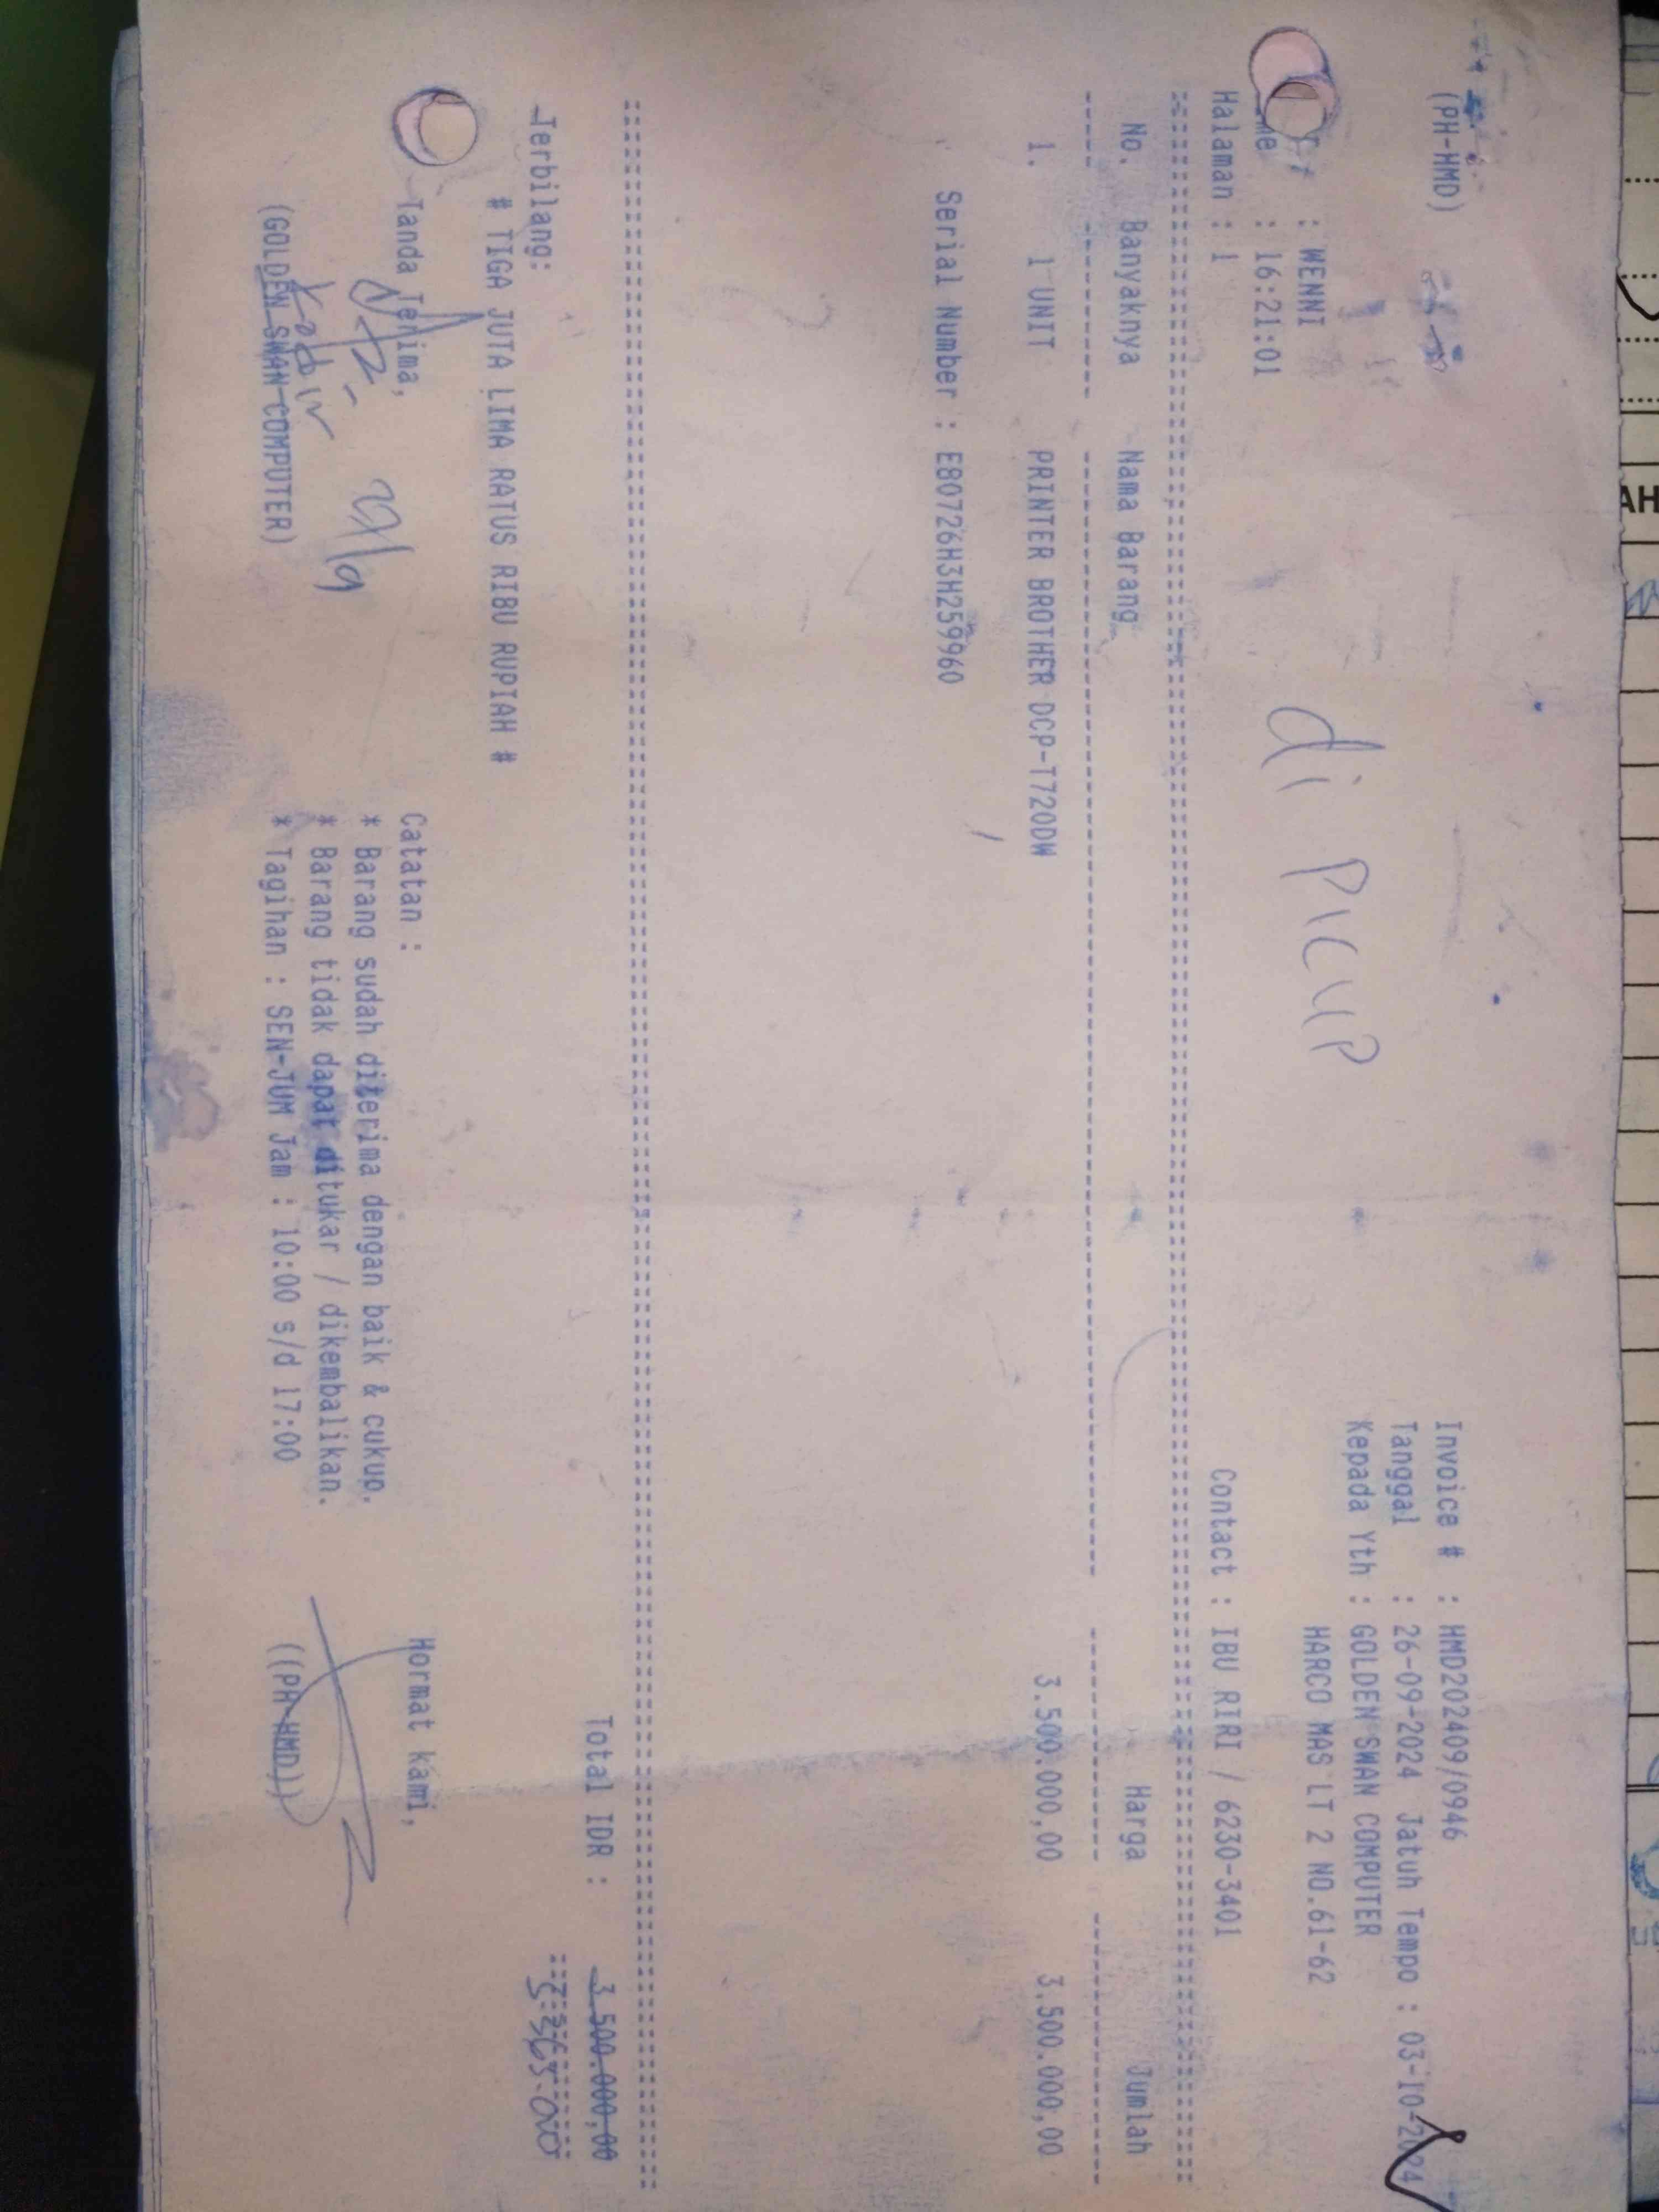 (PH-HMD)
Invoice # : HMD202409/0946
Tanggal : 26-09-2024 Jatuh Tempo : 03-10-2024
Kepada Yth : GOLDEN SWAN COMPUTER
: WENNI
HARCO MAS LT 2 NO.61-62
di PICUP
: 16:21:01
Halaman : 1
Contact : IBU RIRI / 6230-3401
No. Banyaknya Nama Barang Harga Jumlah
1. 1 UNIT PRINTER BROTHER DCP-T720DW 3.500.000,00 3.500.000,00
Serial Number : E80726H3H259960
Total IDR : 3.500.000,00
Terbilang:
# TIGA JUTA LIMA RATUS RIBU RUPIAH #
Tanda Terima,
Catatan :
Hormat kami,
* Barang sudah diterima dengan baik & cukup.
* Barang tidak dapat ditukar / dikembalikan.
* Tagihan : SEN-JUM Jam : 10:00 s/d 17:00
(GOLDEN SWAN COMPUTER)
((PH-HMD))